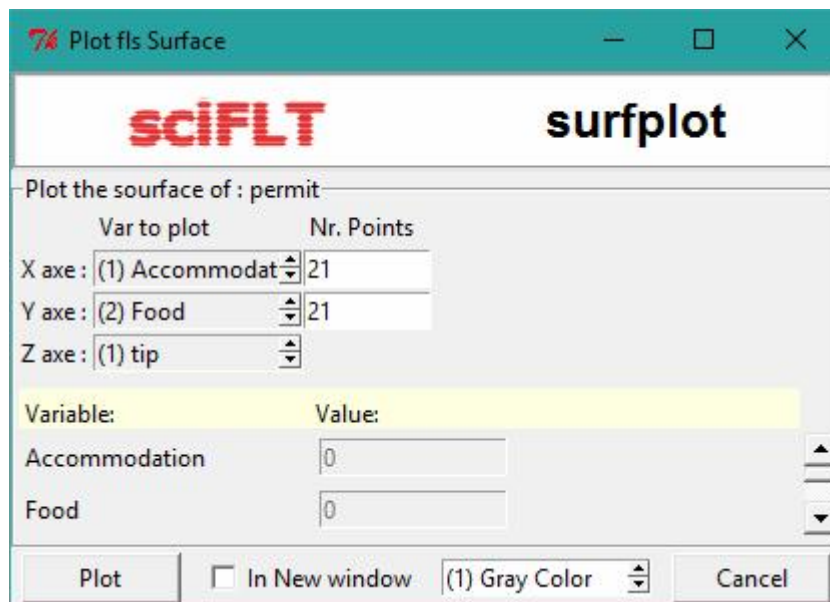 Plot fls Surface
sciFLT surfplot
Plot the sourface of : permit
Var to plot Nr. Points
X axe : (1) Accommodat 21
Y axe : (2) Food 21
Z axe : (1) tip
Variable: Value:
Accommodation 0
Food 0
Plot In New window (1) Gray Color Cancel